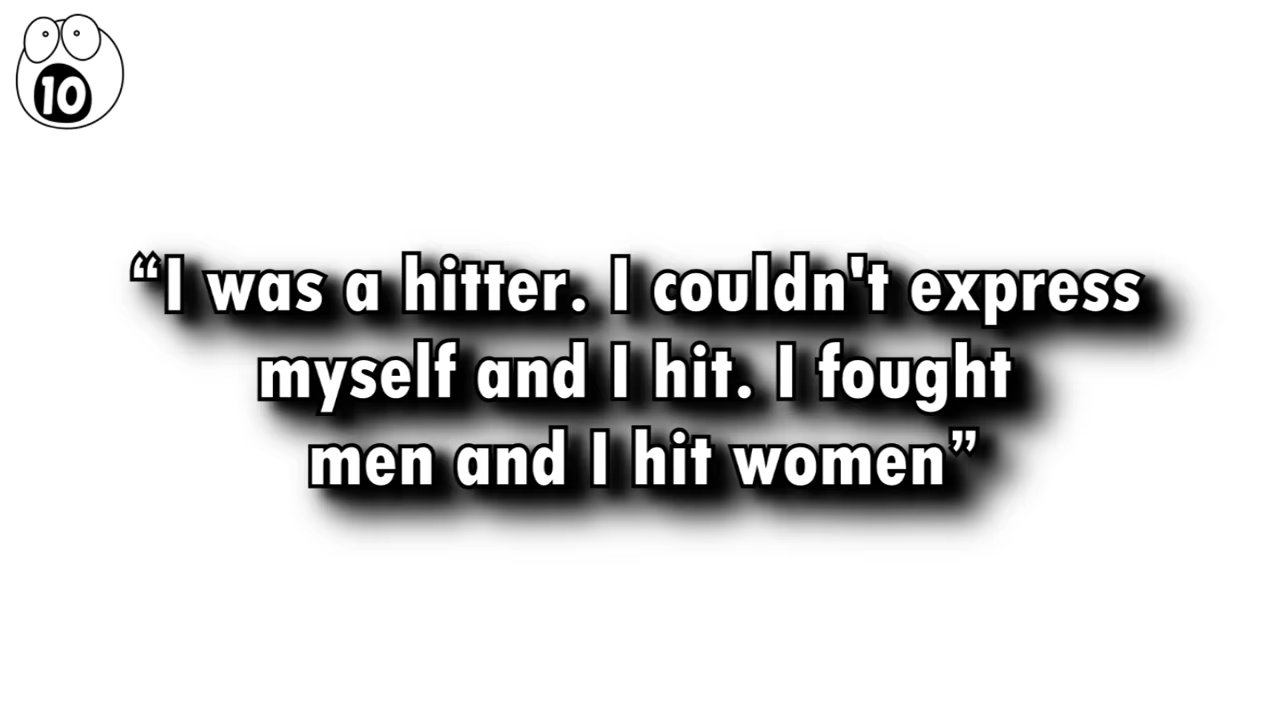 10
“I was a hitter. I couldn't express
myself and I hit. I fought
men and I hit women”